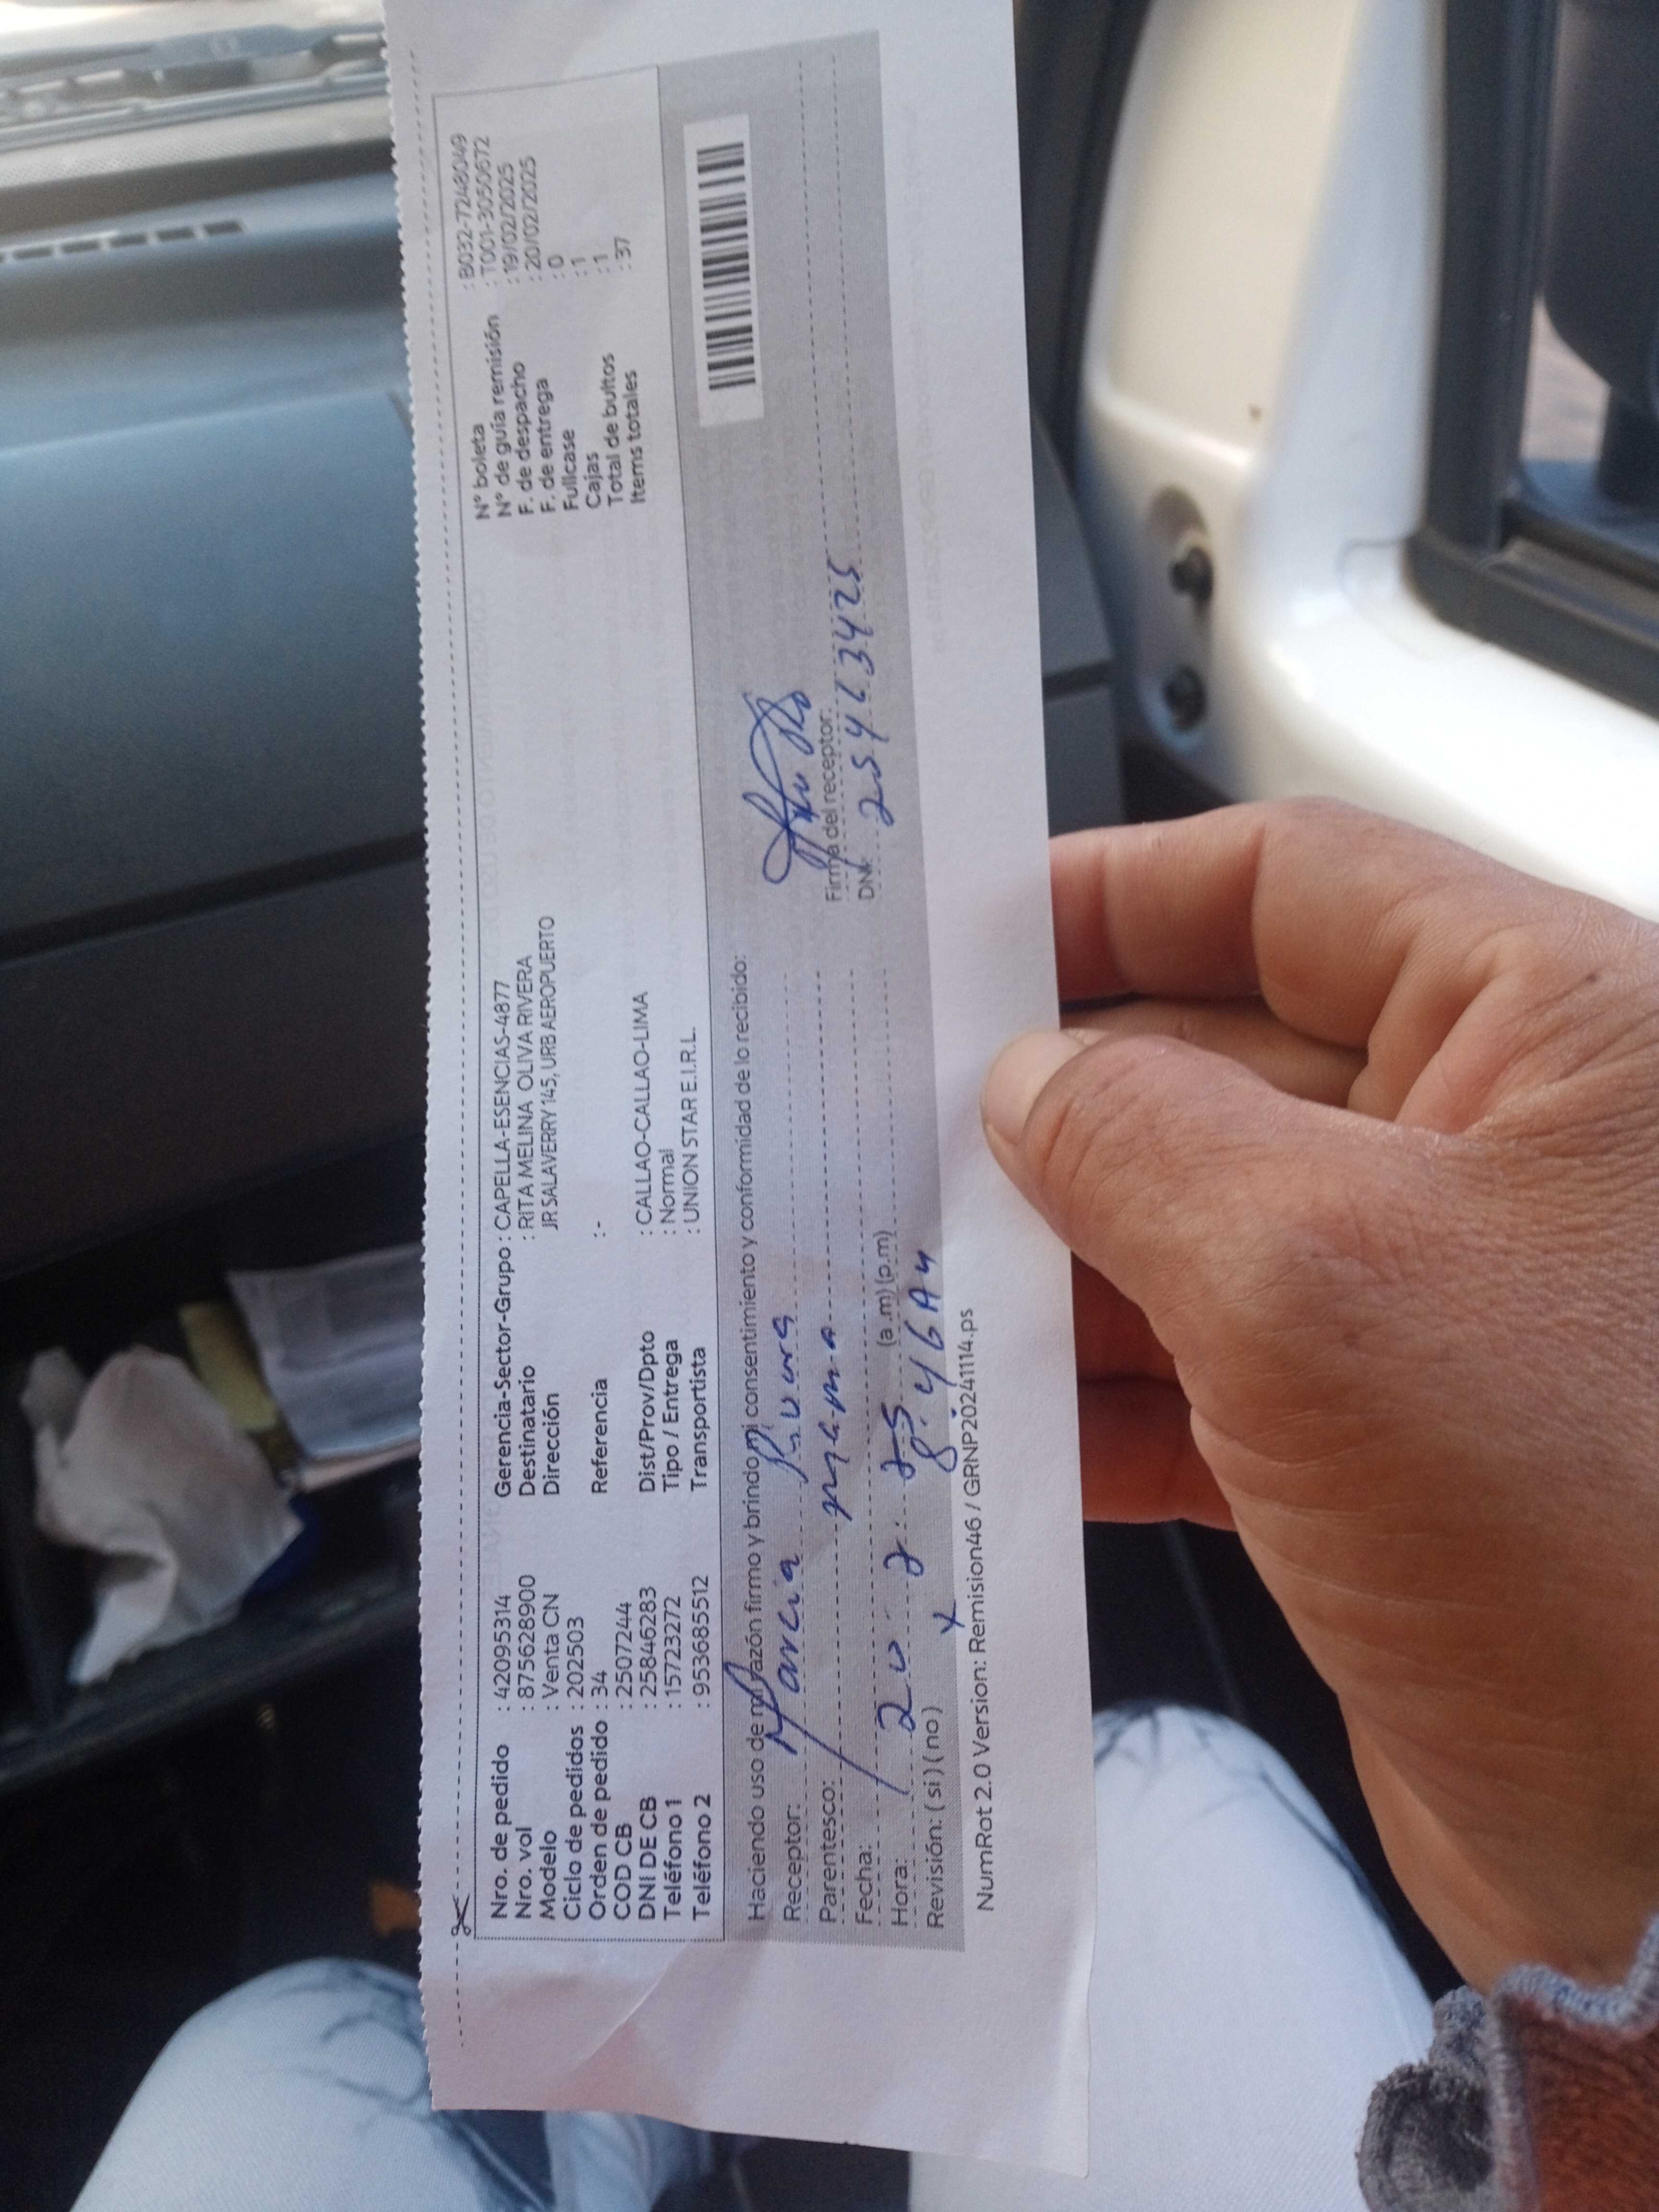 Nro. de pedido : 42095314
Nro. vol : 875628900
Modelo : Venta CN
Ciclo de pedidos : 202503
Orden de pedido : 34
COD CB : 2507244
DNI DE CB : 25846283
Teléfono 1 : 15723272
Teléfono 2 : 953685512
Gerencia-Sector-Grupo : CAPELLA-ESENCIAS-4877
Destinatario : RITA MELINA OLIVA RIVERA
Dirección JR SALAVERRY 145, URB AEROPUERTO
Referencia : -
Dist/Prov/Dpto : CALLAO-CALLAO-LIMA
Tipo / Entrega : Normal
Transportista : UNION STAR E.I.R.L.
N° boleta : B032-72480049
N° de guía remisión : T001-30550672
F. de despacho : 19/02/2025
F. de entrega : 20/02/2025
Fullcase : 0
Cajas : 1
Total de bultos : 1
Items totales : 37
Haciendo uso de mi razón firmo y brindo mi consentimiento y conformidad de lo recibido:
Receptor: Marcia Rivera
Parentesco: mama
Fecha: 20 2. 25
Hora: (a.m) (p.m) 8:46 AM
Revisión: ( si ) ( no ) X
Firma del receptor:
DNI:
NumRot 2.0 Version: Remision46 / GRNP20241114.ps